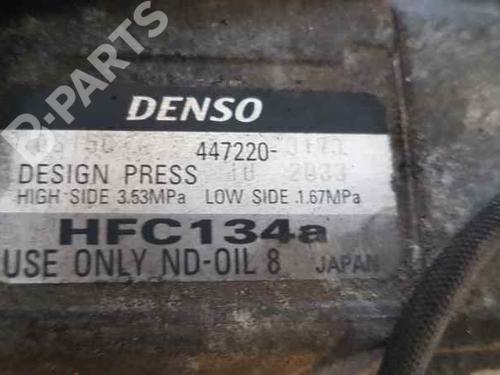 B-PARTS
DENSO
447220-
DESIGN PRESS
HIGH SIDE 3.53MPa LOW SIDE 1.67MPa
HFC134a
USE ONLY ND-OIL 8 JAPAN